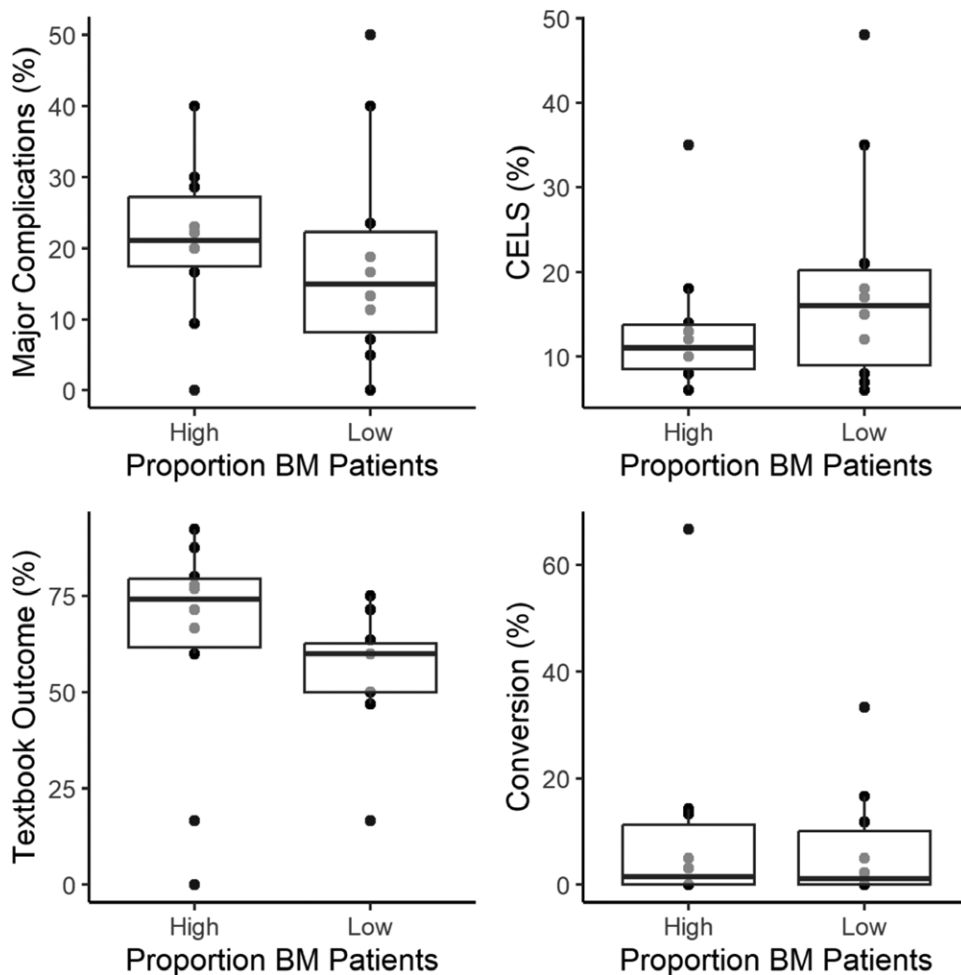 Major Complications (%)
50
40
30
20
10
0
High Low
Proportion BM Patients
CELS (%)
50
40
30
20
10
High Low
Proportion BM Patients
Textbook Outcome (%)
75
50
25
0
High Low
Proportion BM Patients
Conversion (%)
60
40
20
0
High Low
Proportion BM Patients